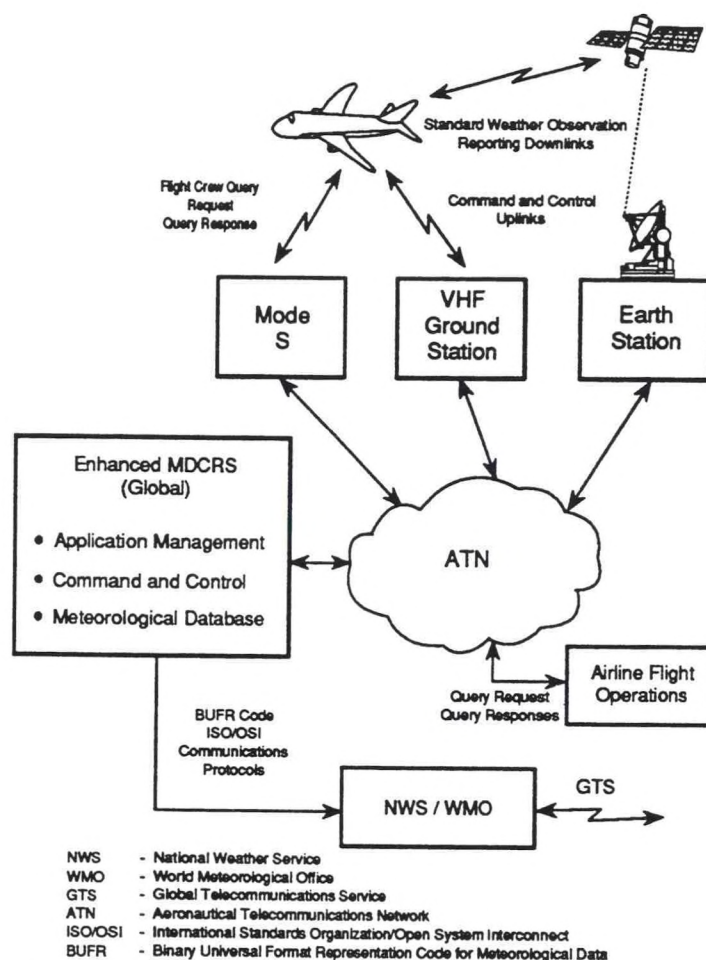 Standard Weather Observation
Reporting Downlinks
Flight Crew Query
Request
Query Response
Command and Control
Uplinks
Mode
S
VHF
Ground
Station
Earth
Station
Enhanced MDCRS
(Global)
• Application Management
• Command and Control
• Meteorological Database
ATN
Airline Flight
Operations
Query Request
Query Responses
BUFR Code
ISO/OSI
Communications
Protocols
NWS / WMO
GTS
NWS - National Weather Service
WMO - World Meteorological Office
GTS - Global Telecommunications Service
ATN - Aeronautical Telecommunications Network
ISO/OSI - International Standards Organization/Open System Interconnect
BUFR - Binary Universal Format Representation Code for Meteorological Data